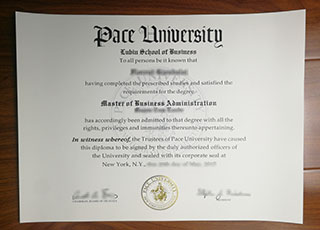 Pace University
Lubin School of Business
To all persons be it known that
having completed the prescribed studies and satisfied the
requirements for the degree
Master of Business Administration
has accordingly been admitted to that degree with all the
rights, privileges and immunities thereunto appertaining.
In witness whereof, the Trustees of Pace University have caused
this diploma to be signed by the duly authorized officers of
the University and sealed with its corporate seal at
New York, N.Y.,